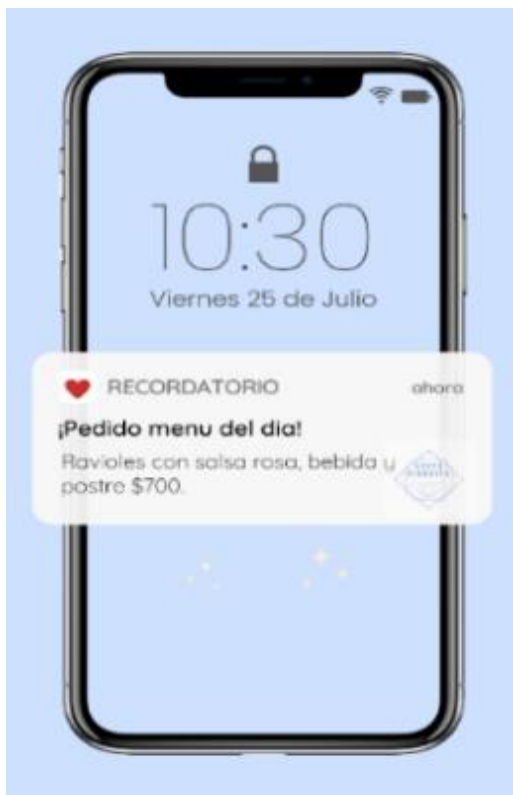 10:30
Viernes 25 de Julio
RECORDATORIO ahora
¡Pedido menu del dia!
Ravioles con salsa rosa, bebida y
postre $700.